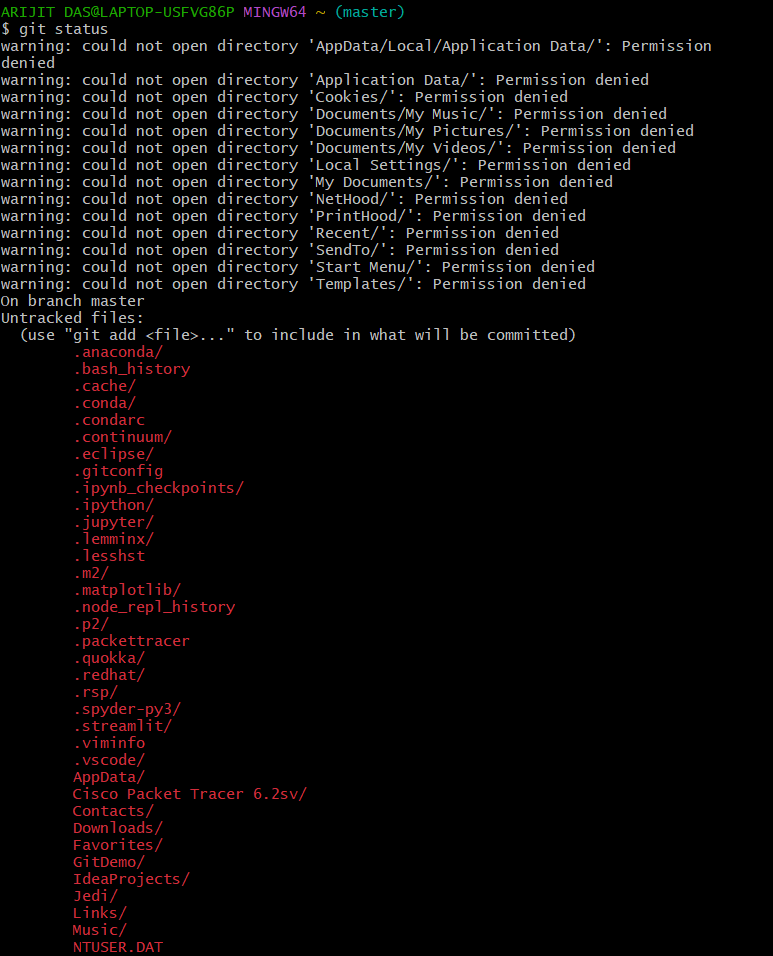 ARIJIT DAS@LAPTOP-USFVG86P MINGW64 ~ (master)
$ git status
warning: could not open directory 'AppData/Local/Application Data/': Permission
denied
warning: could not open directory 'Application Data/': Permission denied
warning: could not open directory 'Cookies/': Permission denied
warning: could not open directory 'Documents/My Music/': Permission denied
warning: could not open directory 'Documents/My Pictures/': Permission denied
warning: could not open directory 'Documents/My Videos/': Permission denied
warning: could not open directory 'Local Settings/': Permission denied
warning: could not open directory 'My Documents/': Permission denied
warning: could not open directory 'NetHood/': Permission denied
warning: could not open directory 'PrintHood/': Permission denied
warning: could not open directory 'Recent/': Permission denied
warning: could not open directory 'SendTo/': Permission denied
warning: could not open directory 'Start Menu/': Permission denied
warning: could not open directory 'Templates/': Permission denied
On branch master
Untracked files:
  (use "git add <file>..." to include in what will be committed)
        .anaconda/
        .bash_history
        .cache/
        .conda/
        .condarc
        .continuum/
        .eclipse/
        .gitconfig
        .ipynb_checkpoints/
        .ipython/
        .jupyter/
        .lemminx/
        .lesshst
        .m2/
        .matplotlib/
        .node_repl_history
        .p2/
        .packettracer
        .quokka/
        .redhat/
        .rsp/
        .spyder-py3/
        .streamlit/
        .viminfo
        .vscode/
        AppData/
        Cisco Packet Tracer 6.2sv/
        Contacts/
        Downloads/
        Favorites/
        GitDemo/
        IdeaProjects/
        Jedi/
        Links/
        Music/
        NTUSER.DAT